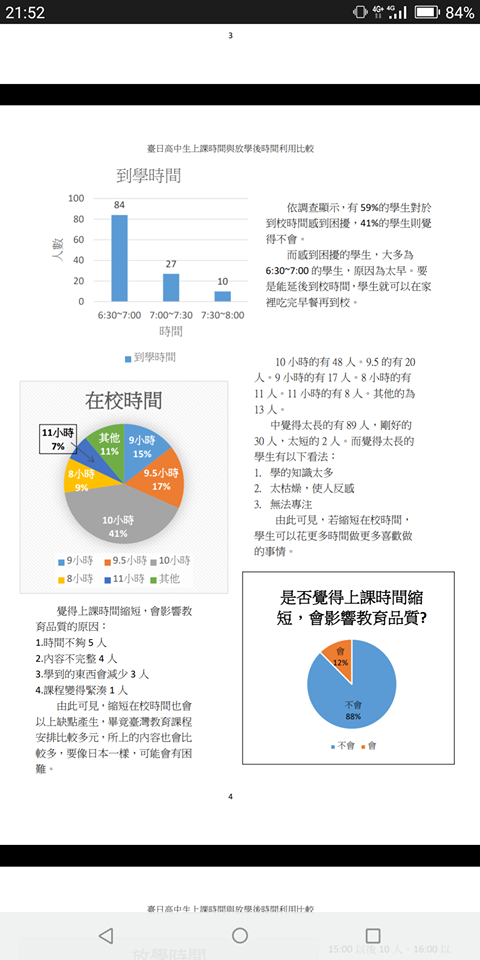 21:52
84%
3
臺日高中生上課時間與放學後時間利用比較
到學時間
100
80
60
40
20
0
人數
84
27
10
6:30~7:00
7:00~7:30
7:30~8:00
時間
到學時間
依調查顯示，有 59%的學生對於
到校時間感到困擾，41%的學生則覺
得不會。
而感到困擾的學生，大多為
6:30~7:00 的學生，原因為太早。要
是能延後到校時間，學生就可以在家
裡吃完早餐再到校。
在校時間
11小時
7%
其他
11%
9小時
15%
9.5小時
17%
8小時
9%
10小時
41%
9小時
9.5小時
10小時
8小時
11小時
其他
10 小時的有 48 人。9.5 的有 20
人。9 小時的有 17 人。8 小時的有
11 人。11 小時的有 8 人。其他的為
13 人。
中覺得太長的有 89 人，剛好的
30 人，太短的 2 人。而覺得太長的
學生有以下看法：
1. 學的知識太多
2. 太枯燥，使人反感
3. 無法專注
由此可見，若縮短在校時間，
學生可以花更多時間做更多喜歡做
的事情。
覺得上課時間縮短，會影響教
育品質的原因：
1.時間不夠 5 人
2.內容不完整 4 人
3.學到的東西會減少 3 人
4.課程變得緊湊 1 人
由此可見，縮短在校時間也會
以上缺點產生，畢竟臺灣教育課程
安排比較多元，所上的內容也會比
較多，要像日本一樣，可能會有困
難。
是否覺得上課時間縮
短，會影響教育品質?
會
12%
不會
88%
不會
會
4
臺日高中生上課時間與放學後時間利用比較
放學時間
15:00 以後 10 人。16:00 以